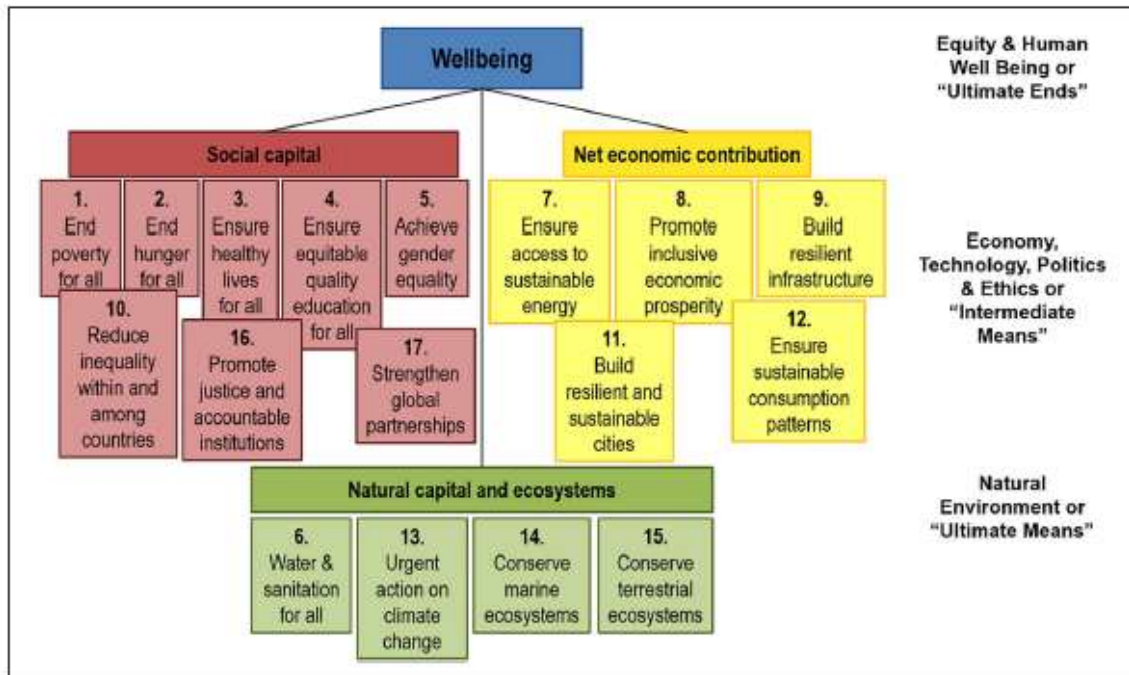 Wellbeing
Equity & Human
Well Being or
“Ultimate Ends”
Social capital
Net economic contribution
1.
End
poverty
for all
2.
End
hunger
for all
3.
Ensure
healthy
lives
for all
4.
Ensure
equitable
quality
education
for all
5.
Achieve
gender
equality
7.
Ensure
access to
sustainable
energy
8.
Promote
inclusive
economic
prosperity
9.
Build
resilient
infrastructure
Economy,
Technology, Politics
& Ethics or
“Intermediate
Means”
10.
Reduce
inequality
within and
among
countries
16.
Promote
justice and
accountable
institutions
17.
Strengthen
global
partnerships
11.
Build
resilient and
sustainable
cities
12.
Ensure
sustainable
consumption
patterns
Natural capital and ecosystems
Natural
Environment or
“Ultimate Means”
6.
Water &
sanitation
for all
13.
Urgent
action on
climate
change
14.
Conserve
marine
ecosystems
15.
Conserve
terrestrial
ecosystems